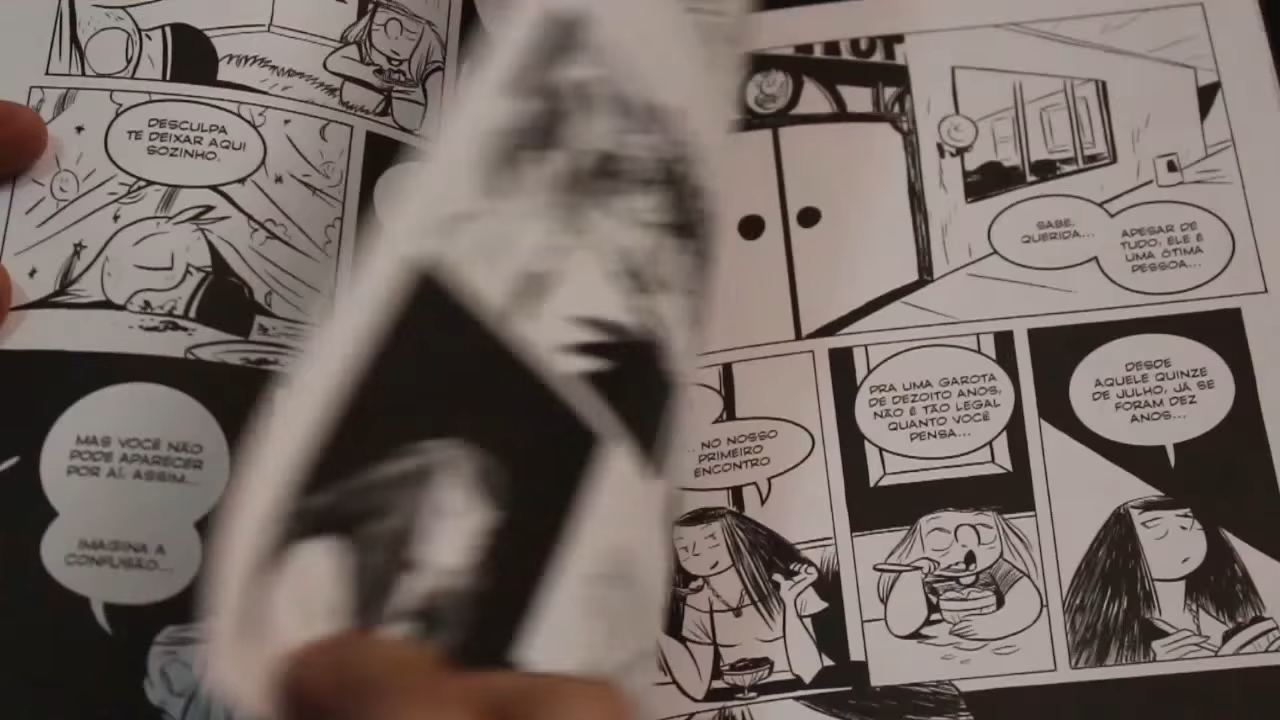 DESCULPA
TE DEIXAR AQUI
SOZINHO.
MAS VOCÊ NÃO
PODE APARECER
POR AÍ, ASSIM...
IMAGINA A
CONFUSÃO...
SABE,
QUERIDA...
APESAR DE
TUDO, ELE É
UMA ÓTIMA
PESSOA...
.. NO NOSSO
PRIMEIRO
ENCONTRO
PRA UMA GAROTA
DE DEZOITO ANOS,
NÃO É TÃO LEGAL
QUANTO VOCÊ
PENSA...
DESDE
AQUELE QUINZE
DE JULHO, JÁ SE
FORAM DEZ
ANOS...